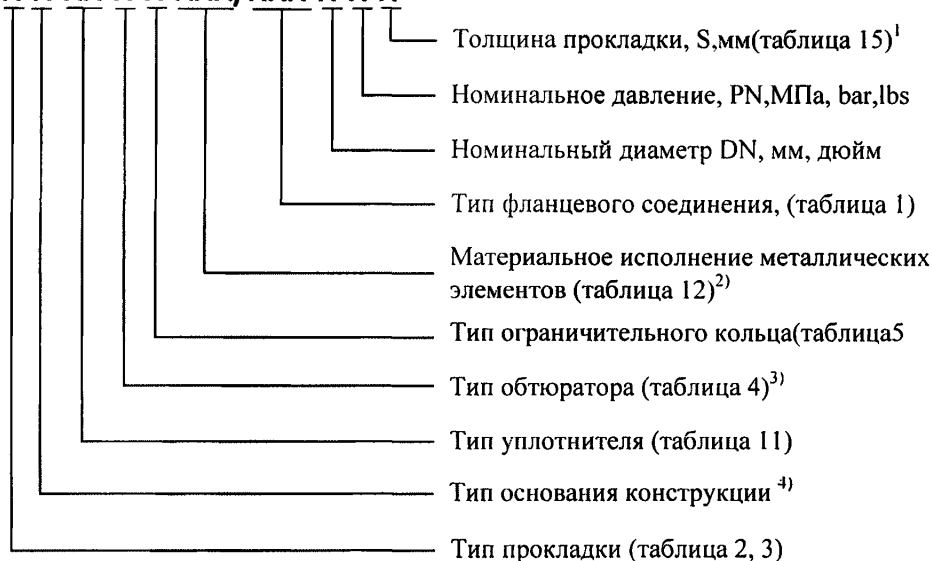 Толщина прокладки, S,мм(таблица 15)¹
Номинальное давление, PN,МПа, bar,lbs
Номинальный диаметр DN, мм, дюйм
Тип фланцевого соединения, (таблица 1)
Материальное исполнение металлических
элементов (таблица 12)²⁾
Тип ограничительного кольца(таблица5
Тип обтюратора (таблица 4)³⁾
Тип уплотнителя (таблица 11)
Тип основания конструкции ⁴⁾
Тип прокладки (таблица 2, 3)